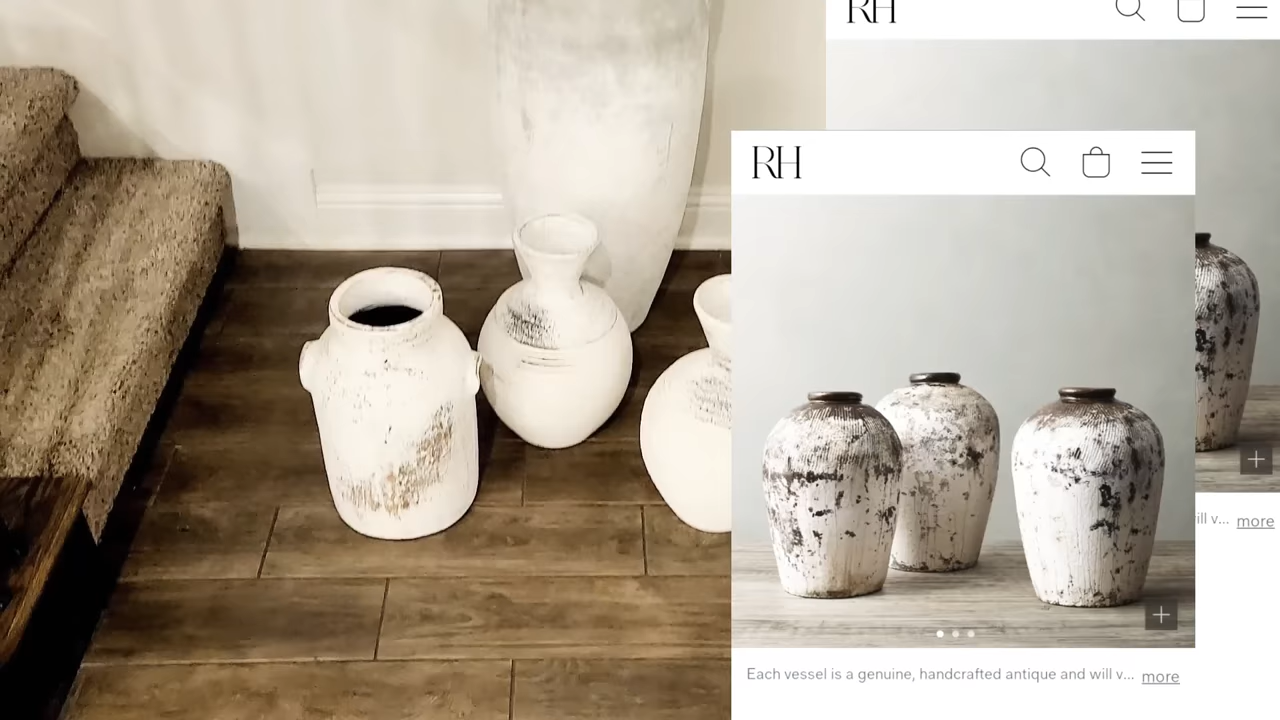 RH
RH
Each vessel is a genuine, handcrafted antique and will v... more
ill v... more